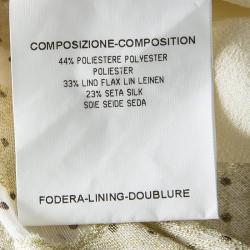 COMPOSIZIONE-COMPOSITION
44% POLIESTERE POLYESTER
POLIESTER
33% LINO FLAX LIN LEINEN
23% SETA SILK
SOIE SEIDE SEDA
FODERA-LINING-DOUBLURE